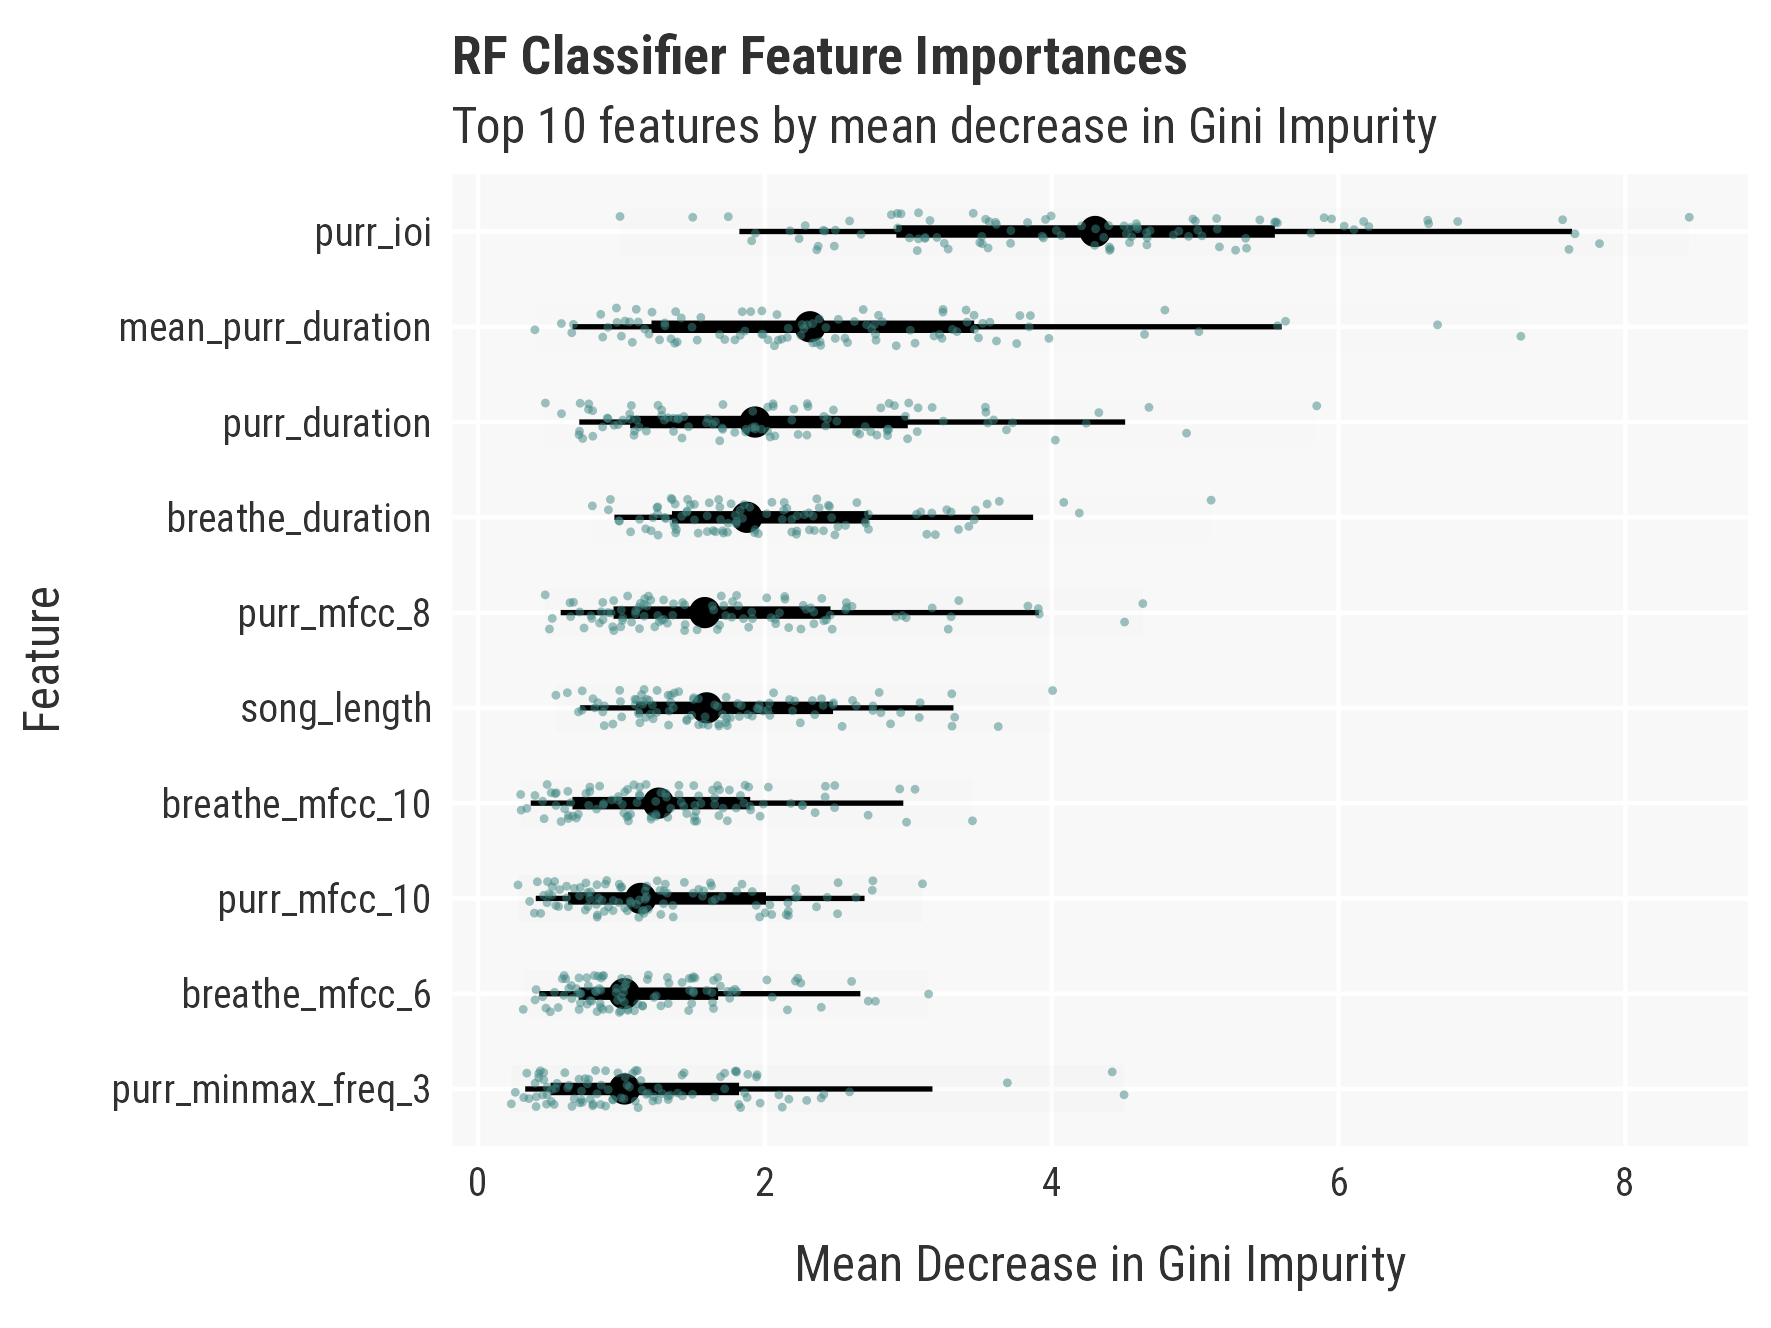 RF Classifier Feature Importances
Top 10 features by mean decrease in Gini Impurity
Feature
purr_ioi
mean_purr_duration
purr_duration
breathe_duration
purr_mfcc_8
song_length
breathe_mfcc_10
purr_mfcc_10
breathe_mfcc_6
purr_minmax_freq_3
0 2 4 6 8
Mean Decrease in Gini Impurity